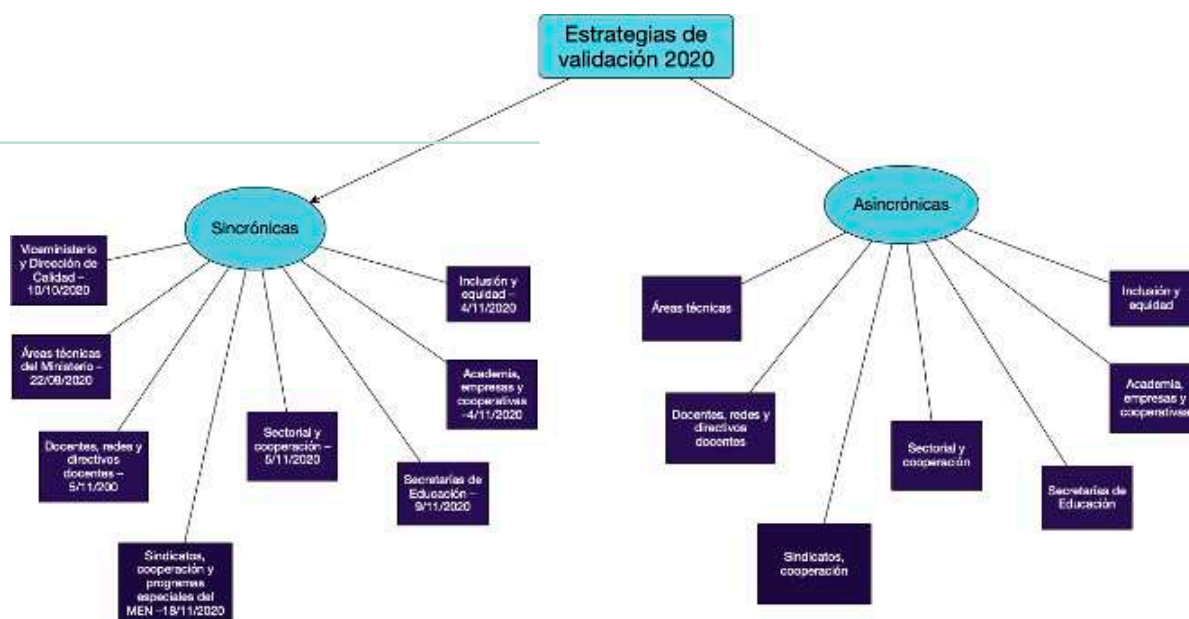 Estrategias de
validación 2020
Sincrónicas
Asincrónicas
Viceministerio
y Dirección de
Calidad –
10/10/2020
Áreas técnicas
del Ministerio –
22/09/2020
Docentes, redes y
directivos
docentes –
5/11/200
Sindicatos,
cooperación y
programas
especiales del
MEN –18/11/2020
Sectorial y
cooperación –
5/11/2020
Secretarías de
Educación –
9/11/2020
Academia,
empresas y
cooperativas
–4/11/2020
Inclusión y
equidad –
4/11/2020
Áreas técnicas
Docentes, redes y
directivos
docentes
Sindicatos,
cooperación
Sectorial y
cooperación
Secretarías de
Educación
Academia,
empresas y
cooperativas
Inclusión y
equidad